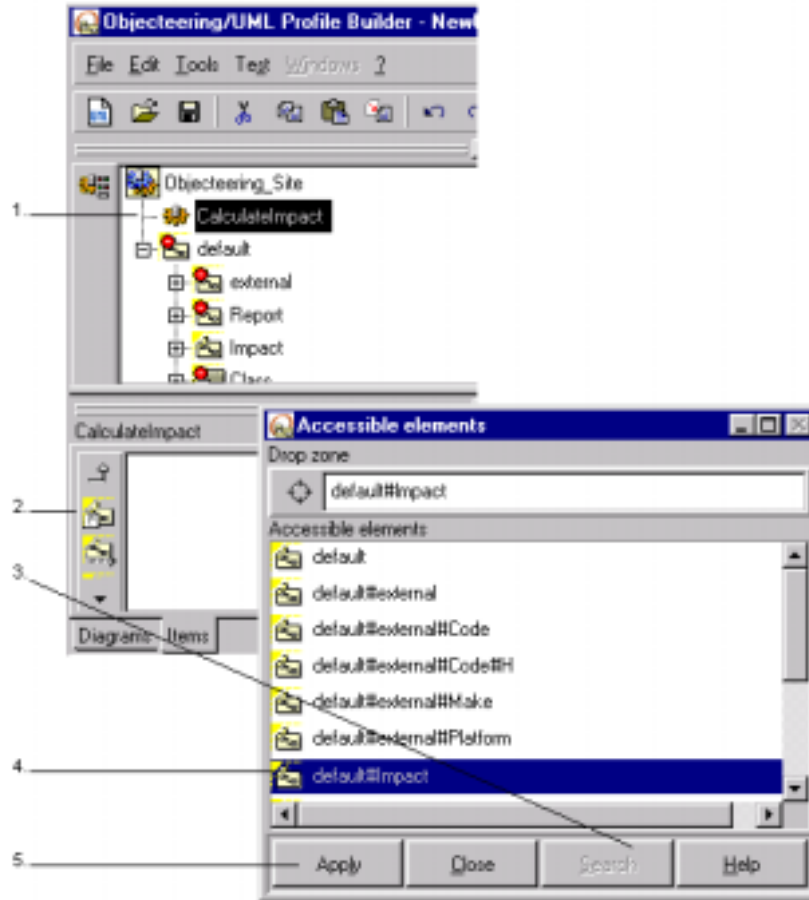 Objecteering/UML Profile Builder - New
File Edit Tools Test Windows ?
Objecteering_Site
1.
CalculateImpact
default
external
Report
Impact
Class
CalculateImpact
Accessible elements
Drop zone
default#Impact
2.
Accessible elements
default
3.
default#external
default#external#Code
Diagrams Items
default#external#Code#H
default#external#Make
default#external#Platform
4.
default#Impact
5.
Apply Close Search Help